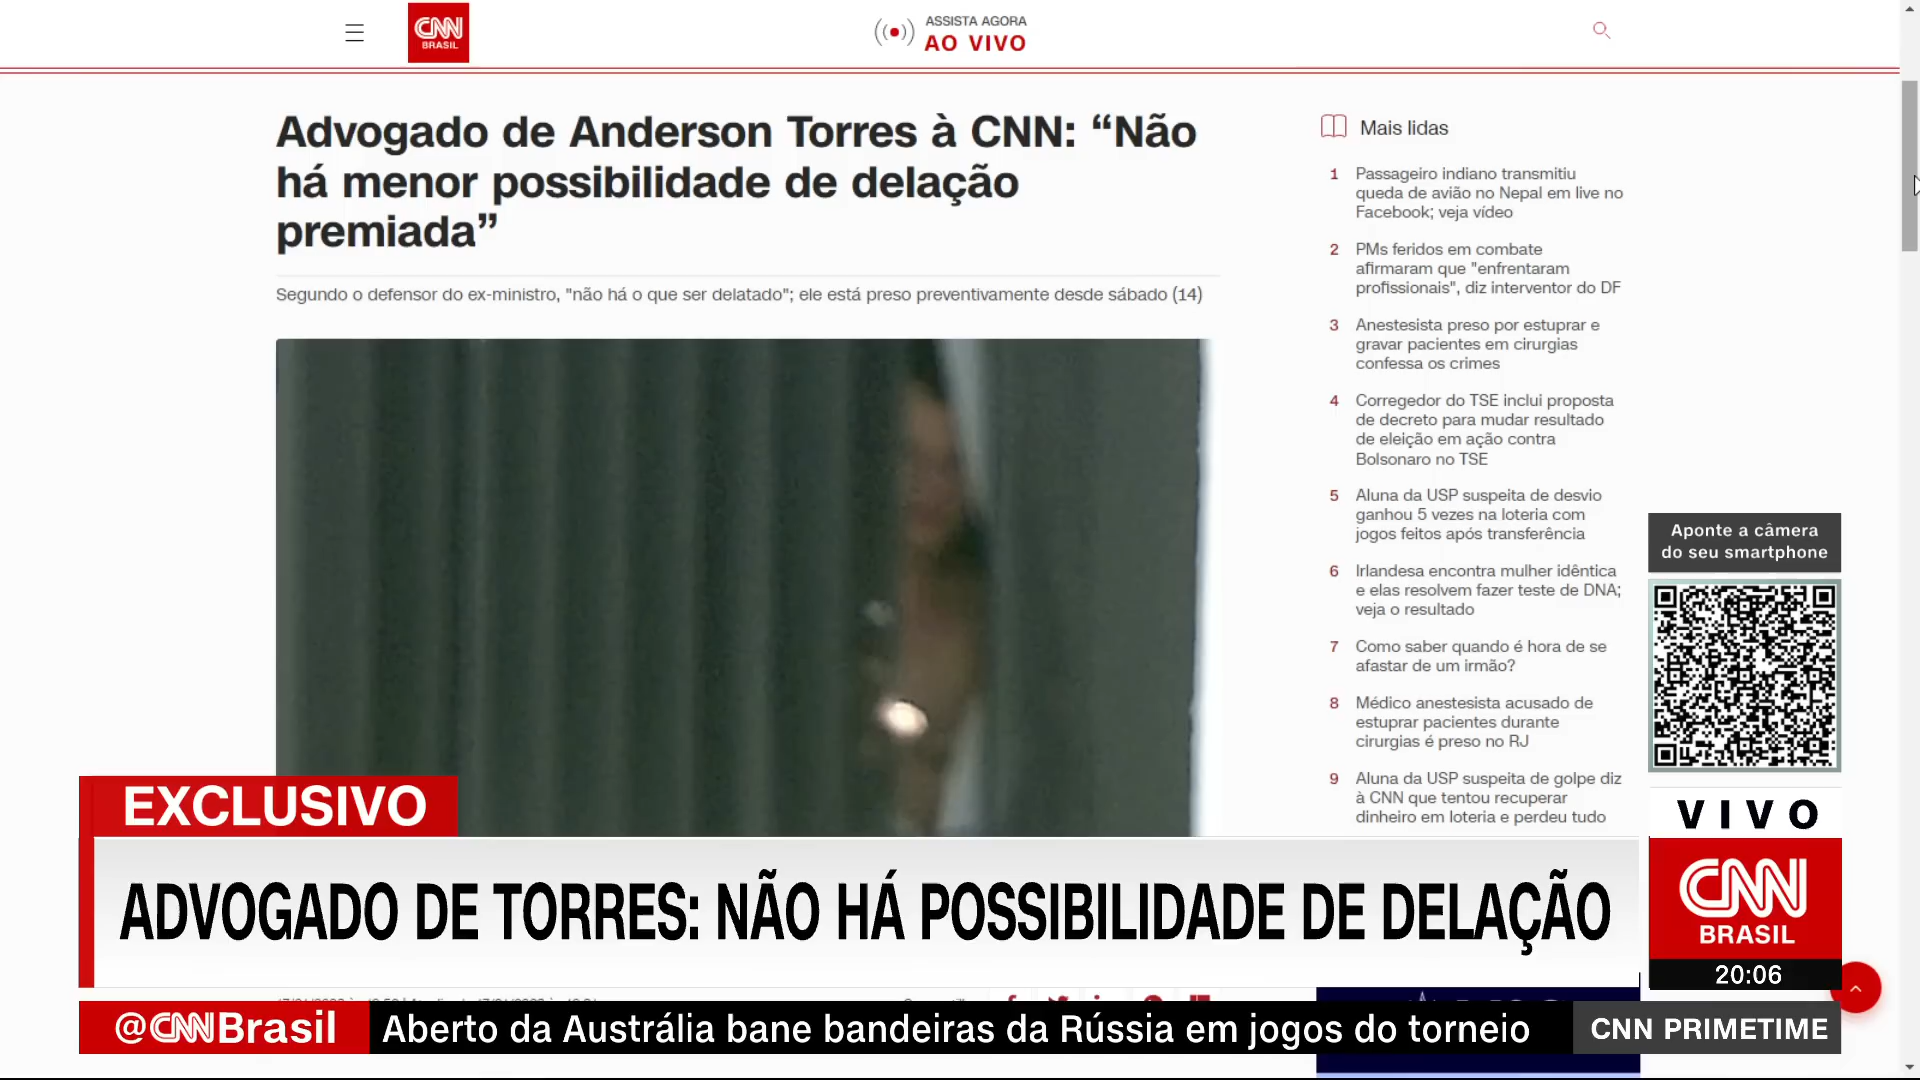 CNN
BRASIL
ASSISTA AGORA
AO VIVO
Advogado de Anderson Torres à CNN: “Não
há menor possibilidade de delação
premiada”
Segundo o defensor do ex-ministro, "não há o que ser delatado"; ele está preso preventivamente desde sábado (14)
Mais lidas
1 Passageiro indiano transmitiu
queda de avião no Nepal em live no
Facebook; veja vídeo
2 PMs feridos em combate
afirmaram que "enfrentaram
profissionais", diz interventor do DF
3 Anestesista preso por estuprar e
gravar pacientes em cirurgias
confessa os crimes
4 Corregedor do TSE inclui proposta
de decreto para mudar resultado
de eleição em ação contra
Bolsonaro no TSE
5 Aluna da USP suspeita de desvio
ganhou 5 vezes na loteria com
jogos feitos após transferência
6 Irlandesa encontra mulher idêntica
e elas resolvem fazer teste de DNA;
veja o resultado
7 Como saber quando é hora de se
afastar de um irmão?
8 Médico anestesista acusado de
estuprar pacientes durante
cirurgias é preso no RJ
9 Aluna da USP suspeita de golpe diz
à CNN que tentou recuperar
dinheiro em loteria e perdeu tudo
Aponte a câmera
do seu smartphone
EXCLUSIVO
ADVOGADO DE TORRES: NÃO HÁ POSSIBILIDADE DE DELAÇÃO
VIVO
CNN
BRASIL
20:06
@CNNBrasil
Aberto da Austrália bane bandeiras da Rússia em jogos do torneio
CNN PRIMETIME